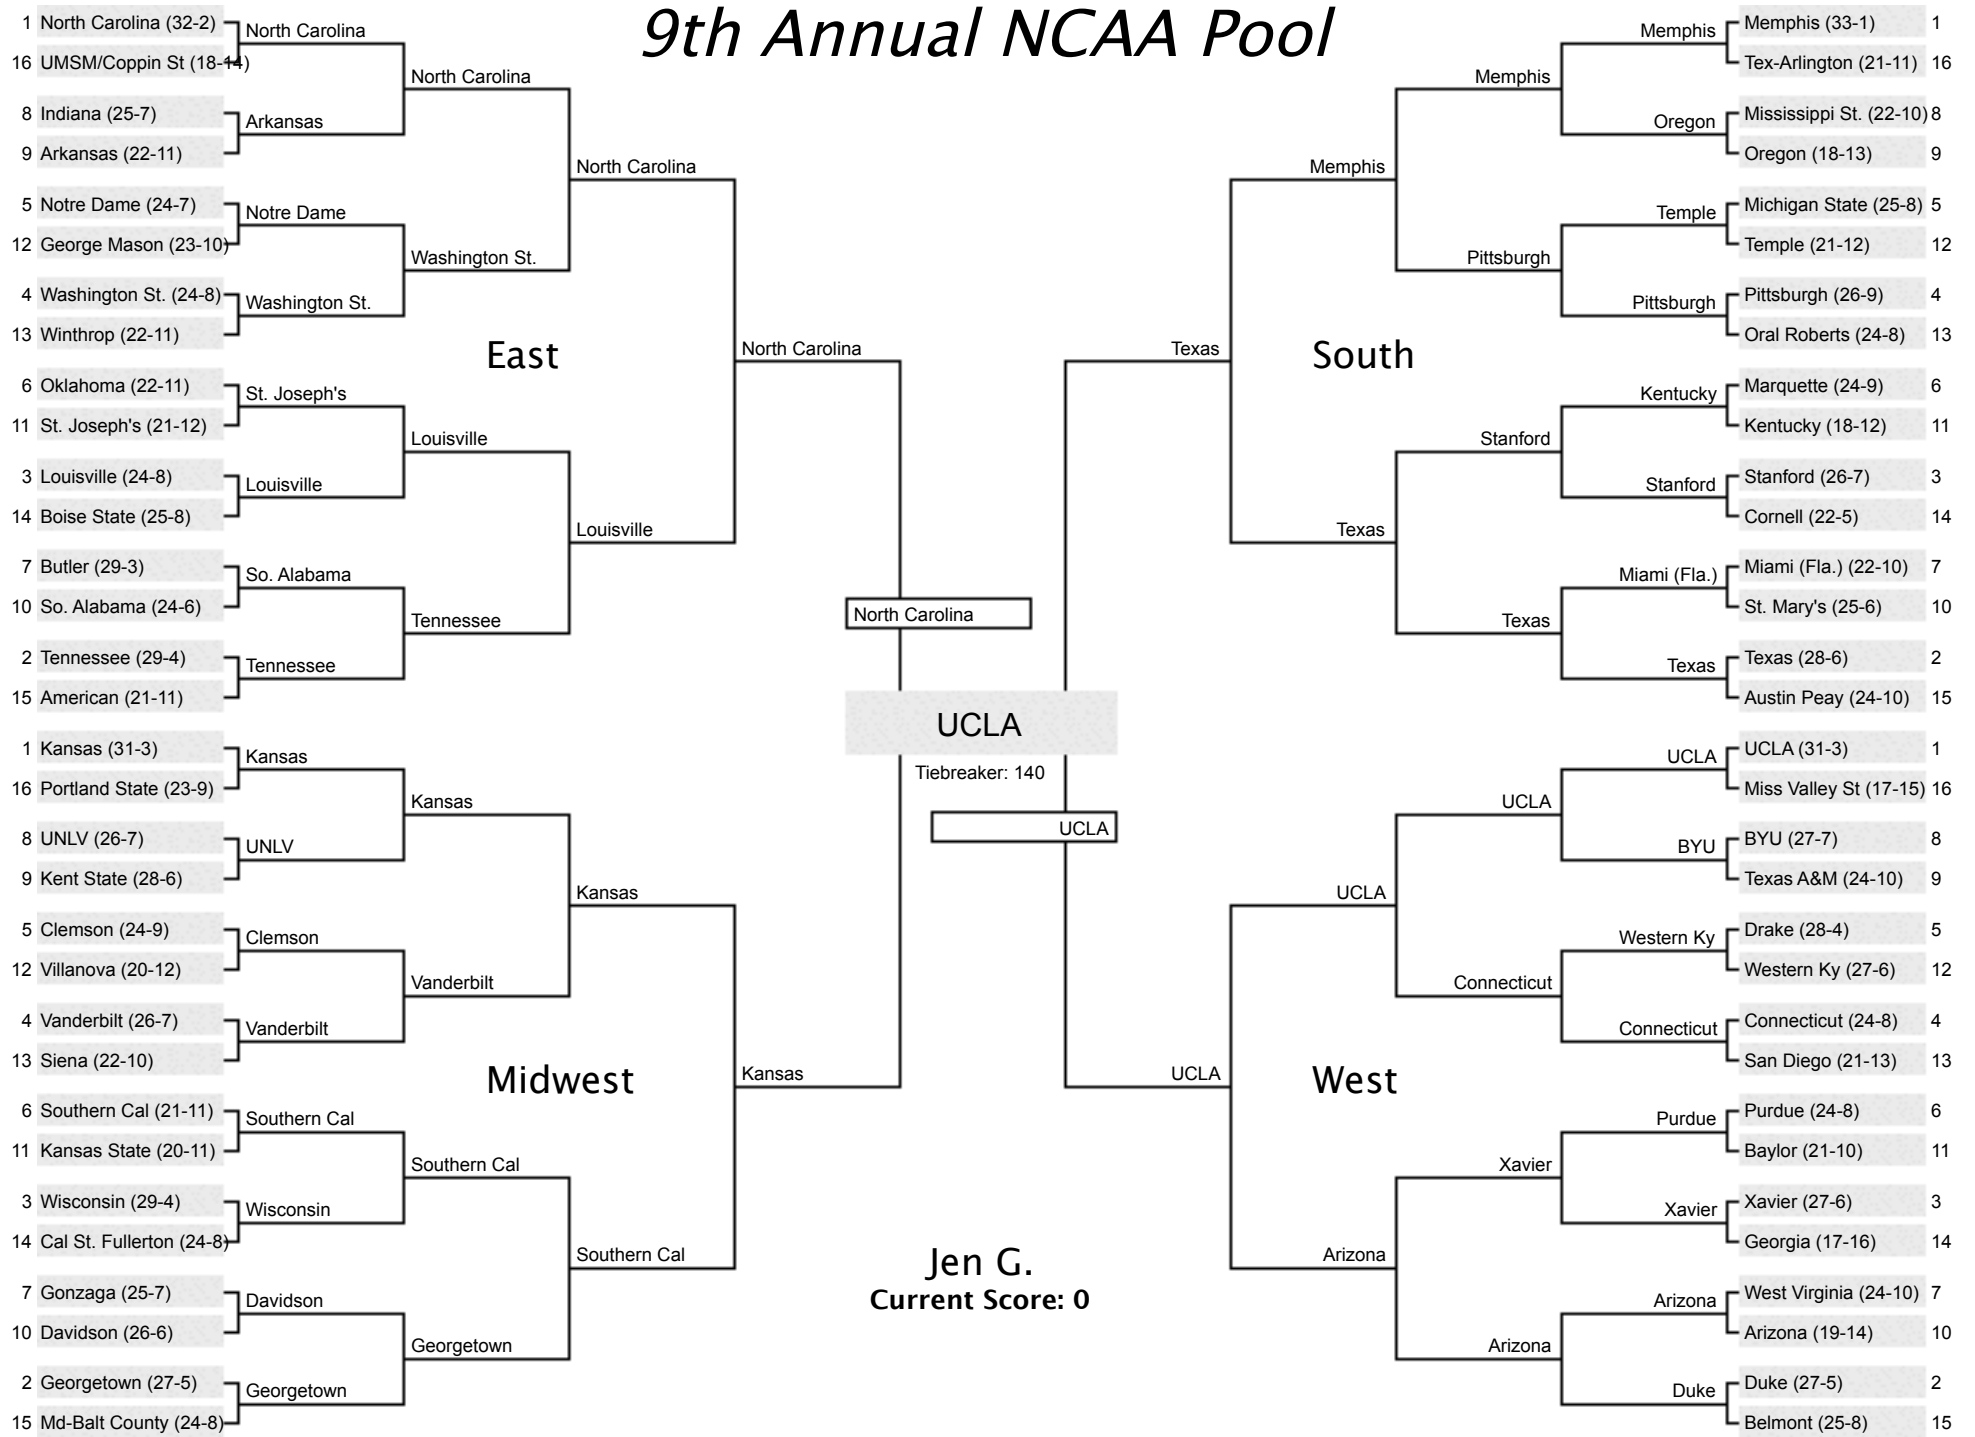 9th Annual NCAA Pool
1 North Carolina (32-2)
16 UMSM/Coppin St (18-14)
8 Indiana (25-7)
9 Arkansas (22-11)
5 Notre Dame (24-7)
12 George Mason (23-10)
4 Washington St. (24-8)
13 Winthrop (22-11)
6 Oklahoma (22-11)
11 St. Joseph's (21-12)
3 Louisville (24-8)
14 Boise State (25-8)
7 Butler (29-3)
10 So. Alabama (24-6)
2 Tennessee (29-4)
15 American (21-11)
North Carolina
Arkansas
Notre Dame
Washington St.
St. Joseph's
Louisville
So. Alabama
Tennessee
North Carolina
Washington St.
Louisville
Tennessee
North Carolina
Louisville
East
North Carolina
1 Kansas (31-3)
16 Portland State (23-9)
8 UNLV (26-7)
9 Kent State (28-6)
5 Clemson (24-9)
12 Villanova (20-12)
4 Vanderbilt (26-7)
13 Siena (22-10)
6 Southern Cal (21-11)
11 Kansas State (20-11)
3 Wisconsin (29-4)
14 Cal St. Fullerton (24-8)
7 Gonzaga (25-7)
10 Davidson (26-6)
2 Georgetown (27-5)
15 Md-Balt County (24-8)
Kansas
UNLV
Clemson
Vanderbilt
Southern Cal
Wisconsin
Davidson
Georgetown
Kansas
Vanderbilt
Southern Cal
Georgetown
Kansas
Southern Cal
Midwest
Kansas
North Carolina
UCLA
Tiebreaker: 140
UCLA
Jen G.
Current Score: 0
Texas
South
Memphis
Texas
Memphis
Pittsburgh
Stanford
Texas
Memphis
Oregon
Temple
Pittsburgh
Kentucky
Stanford
Miami (Fla.)
Texas
Memphis (33-1) 1
Tex-Arlington (21-11) 16
Mississippi St. (22-10) 8
Oregon (18-13) 9
Michigan State (25-8) 5
Temple (21-12) 12
Pittsburgh (26-9) 4
Oral Roberts (24-8) 13
Marquette (24-9) 6
Kentucky (18-12) 11
Stanford (26-7) 3
Cornell (22-5) 14
Miami (Fla.) (22-10) 7
St. Mary's (25-6) 10
Texas (28-6) 2
Austin Peay (24-10) 15
UCLA
West
UCLA
Arizona
UCLA
Connecticut
Xavier
Arizona
UCLA
BYU
Western Ky
Connecticut
Purdue
Xavier
Arizona
Duke
UCLA (31-3) 1
Miss Valley St (17-15) 16
BYU (27-7) 8
Texas A&M (24-10) 9
Drake (28-4) 5
Western Ky (27-6) 12
Connecticut (24-8) 4
San Diego (21-13) 13
Purdue (24-8) 6
Baylor (21-10) 11
Xavier (27-6) 3
Georgia (17-16) 14
West Virginia (24-10) 7
Arizona (19-14) 10
Duke (27-5) 2
Belmont (25-8) 15